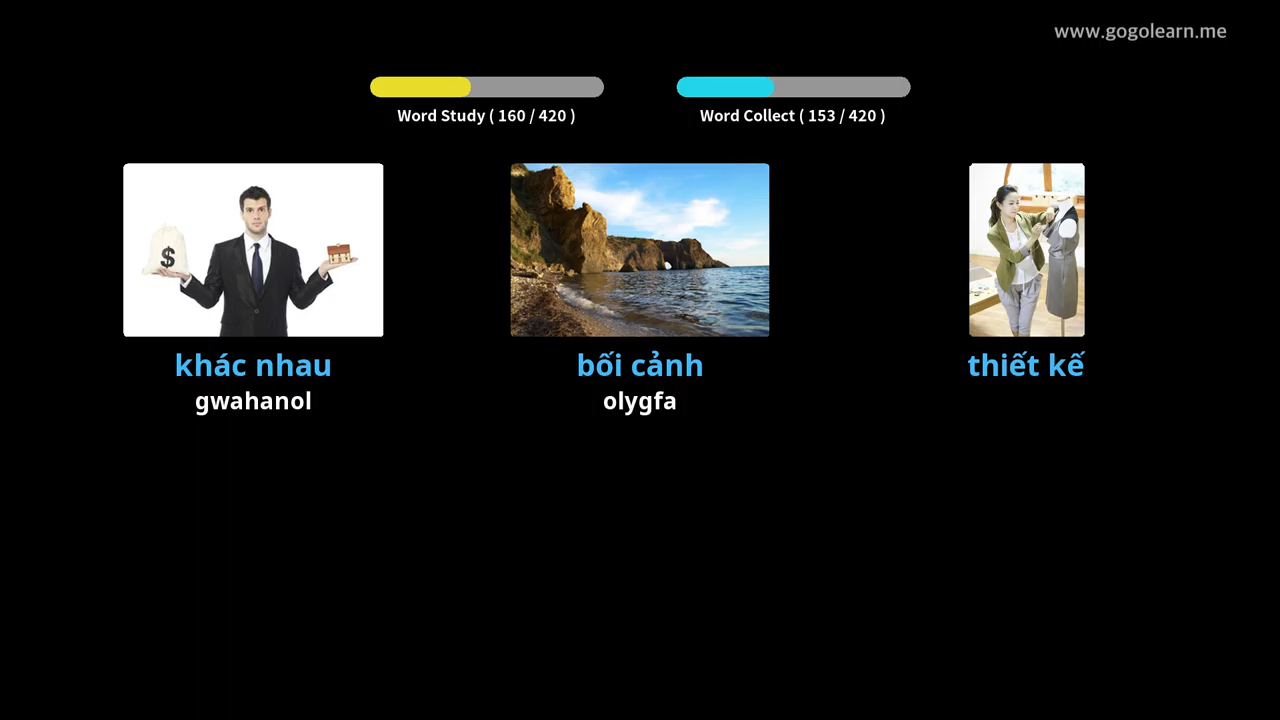 www.gogolearn.me
Word Study ( 160 / 420 )
Word Collect ( 153 / 420 )
$
khác nhau
bối cảnh
thiết kế
gwahanol
olygfa